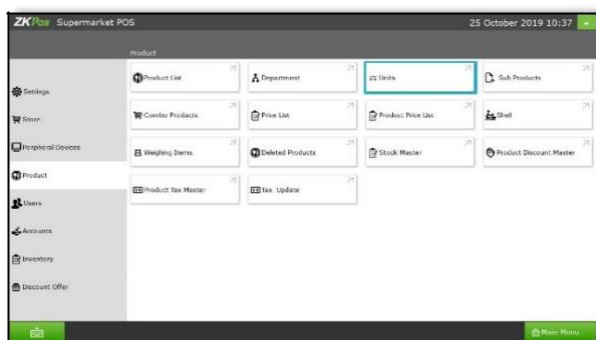 ZKPos Supermarket POS
25 October 2019 10:37
Product
Product List
Department
Units
Sub Products
Combo Products
Price List
Product Price List
Shelf
Weighing Items
Deleted Products
Stock Master
Product Discount Master
Product Tax Master
Tax Update
Settings
Store
Peripheral Devices
Product
Users
Accounts
Inventory
Discount Offer
Main Menu